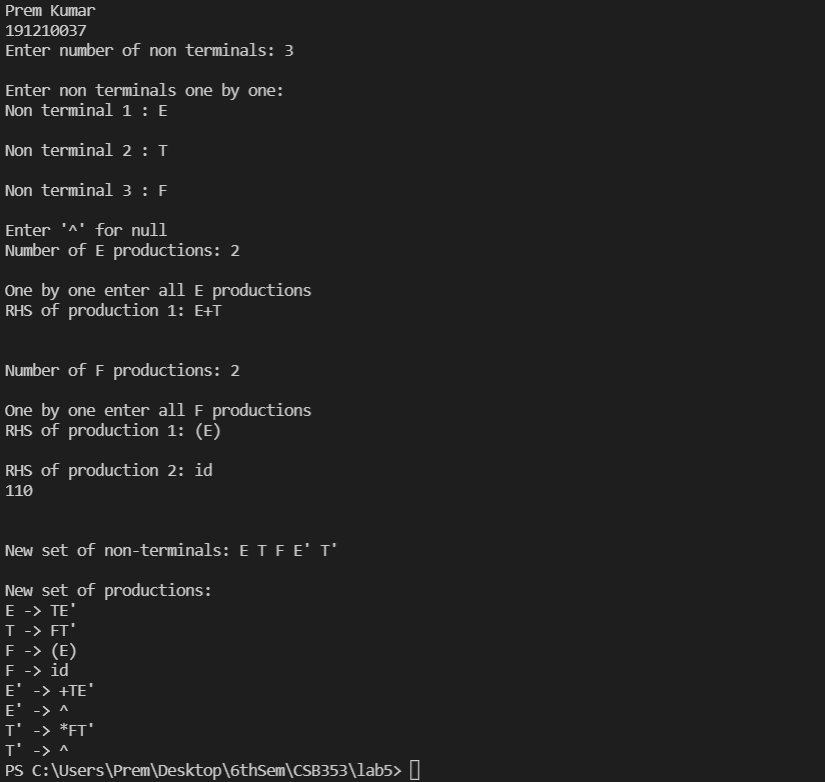 Prem Kumar
191210037
Enter number of non terminals: 3
Enter non terminals one by one:
Non terminal 1 : E
Non terminal 2 : T
Non terminal 3 : F
Enter '^' for null
Number of E productions: 2
One by one enter all E productions
RHS of production 1: E+T
Number of F productions: 2
One by one enter all F productions
RHS of production 1: (E)
RHS of production 2: id
110
New set of non-terminals: E T F E' T'
New set of productions:
E -> TE'
T -> FT'
F -> (E)
F -> id
E' -> +TE'
E' -> ^
T' -> *FT'
T' -> ^
PS C:\Users\Prem\Desktop\6thSem\CSB353\lab5>